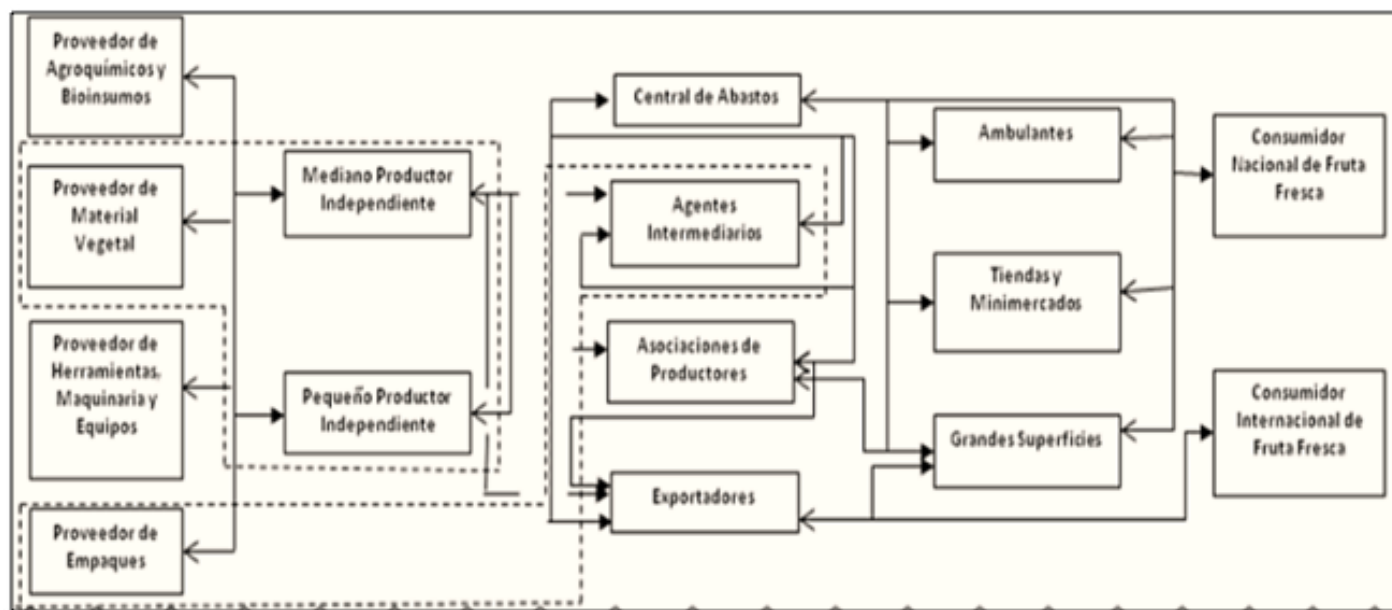 Proveedor de
Agroquímicos y
Bioinsumos
Proveedor de
Material
Vegetal
Proveedor de
Herramientas,
Maquinaria y
Equipos
Proveedor de
Empaques
Mediano Productor
Independiente
Pequeño Productor
Independiente
Central de Abastos
Agentes
Intermediarios
Asociaciones de
Productores
Exportadores
Ambulantes
Tiendas y
Minimercados
Grandes Superficies
Consumidor
Nacional de Fruta
Fresca
Consumidor
Internacional de
Fruta Fresca